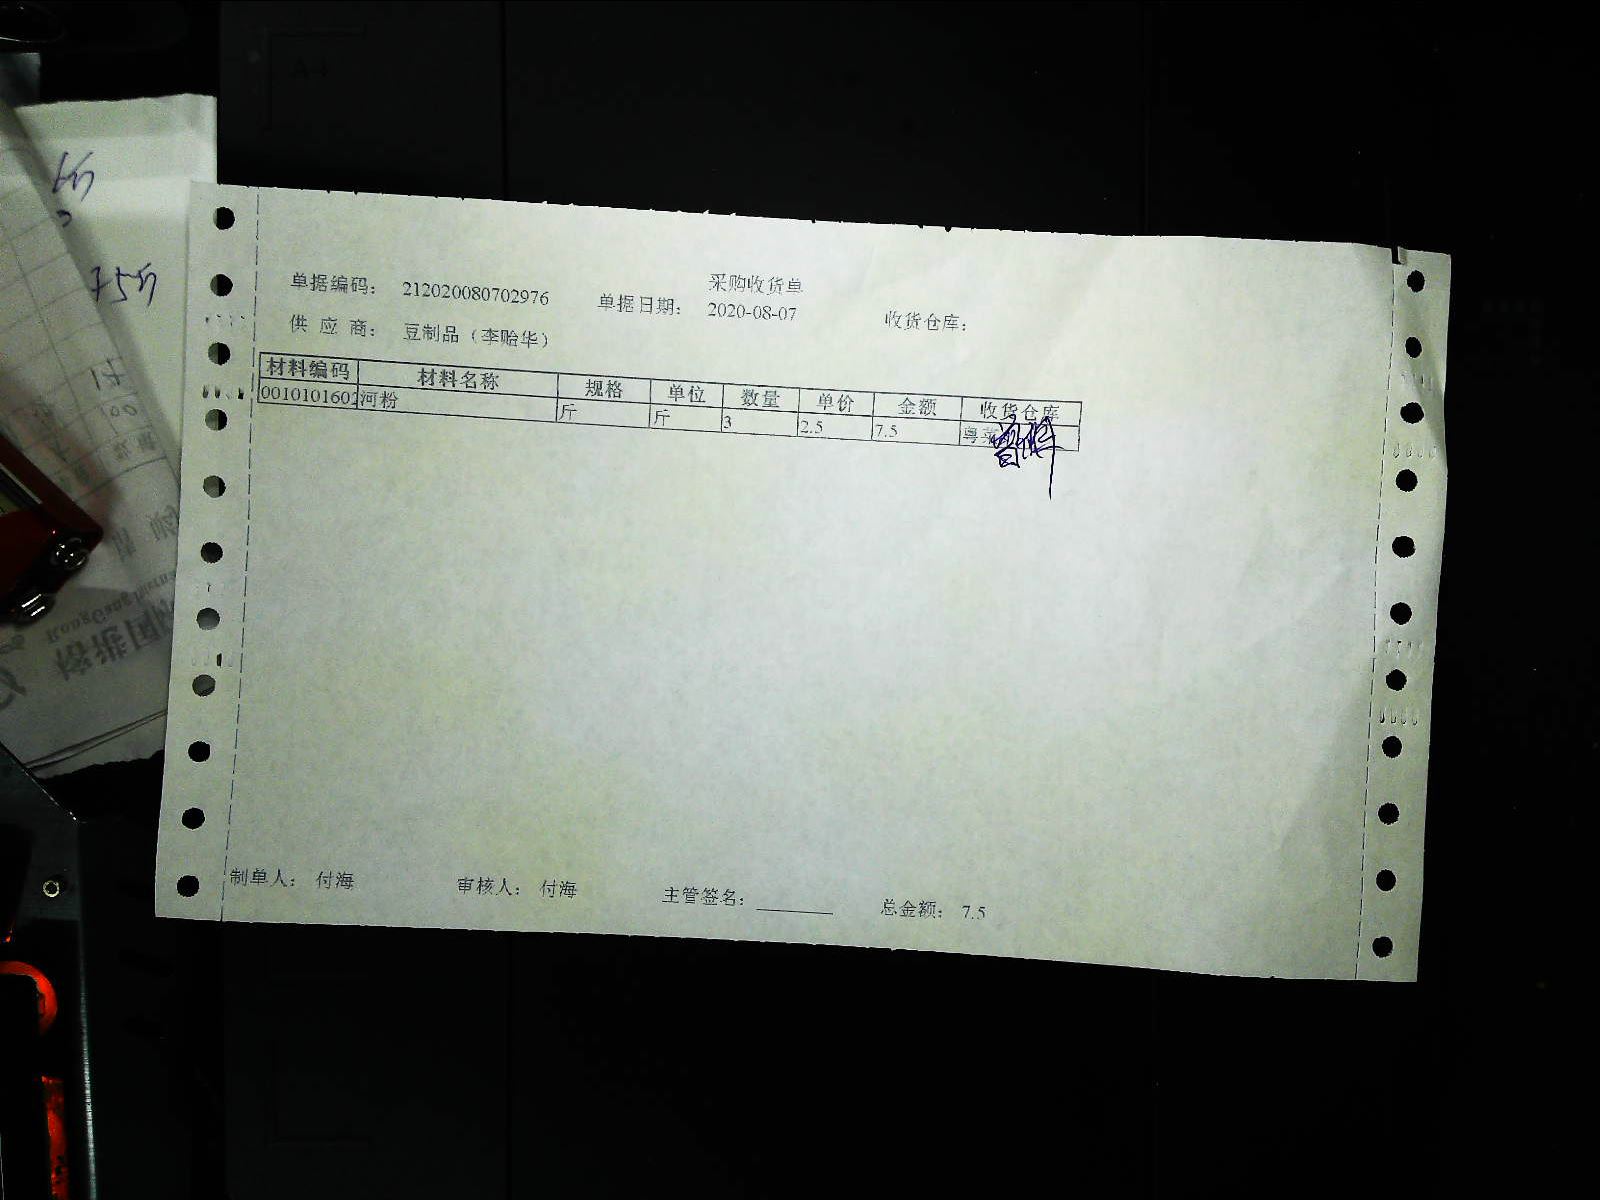 采购收货单
单据编码: 212020080702976 单据日期: 2020-08-07 收货仓库:
供 应 商: 豆制品（李贻华）
材料编码 材料名称 规格 单位 数量 单价 金额 收货仓库
0010101602 河粉 斤 斤 3 2.5 7.5 粤菜
制单人: 付海 审核人: 付海 主管签名: ______ 总金额: 7.5